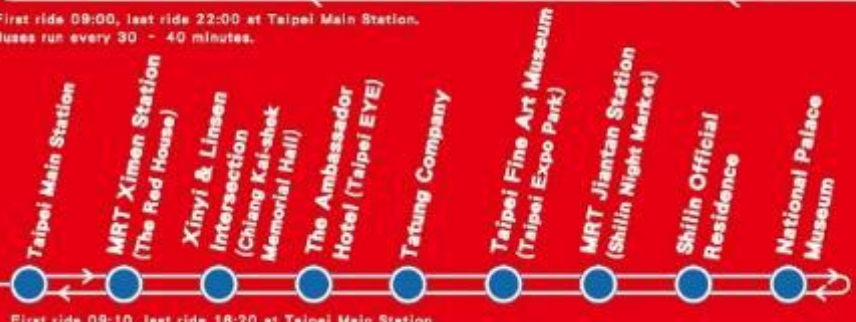 First ride 09:00, last ride 22:00 at Taipei Main Station.
Buses run every 30 - 40 minutes.
Taipei Main Station
MRT Ximen Station
(The Red House)
Xinyi & Linsen
Intersection
(Chiang Kai-shek
Memorial Hall)
The Ambassador
Hotel (Taipei EYE)
Tatung Company
Taipei Fine Art Museum
(Taipei Expo Park)
MRT Jiantan Station
(Shilin Night Market)
Shilin Official
Residence
National Palace
Museum
First ride 09:10, last ride 16:20 at Taipei Main Station